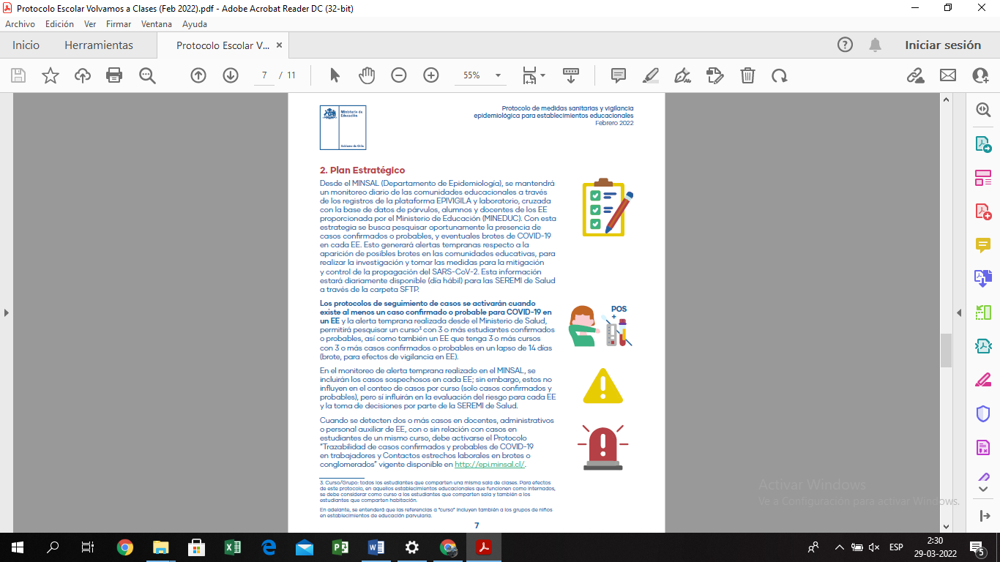 Protocolo Escolar Volvamos a Clases (Feb 2022).pdf - Adobe Acrobat Reader DC (32-bit)
Archivo Edición Ver Firmar Ventana Ayuda
Inicio Herramientas Protocolo Escolar V... × Iniciar sesión
7 / 11 55%
Ministerio de
Educación
Gobierno de Chile
Protocolo de medidas sanitarias y vigilancia
epidemiológica para establecimientos educacionales
Febrero 2022
2. Plan Estratégico
Desde el MINSAL (Departamento de Epidemiología), se mantendrá
un monitoreo diario de las comunidades educacionales a través
de los registros de la plataforma EPIVIGILA y laboratorio, cruzada
con la base de datos de párvulos, alumnos y docentes de los EE
proporcionada por el Ministerio de Educación (MINEDUC). Con esta
estrategia se busca pesquisar oportunamente la presencia de
casos confirmados o probables, y eventuales brotes de COVID-19
en cada EE. Esto generará alertas tempranas respecto a la
aparición de posibles brotes en las comunidades educativas, para
realizar la investigación y tomar las medidas para la mitigación
y control de la propagación del SARS-CoV-2. Esta información
estará diariamente disponible (día hábil) para las SEREMI de Salud
a través de la carpeta SFTP.
Los protocolos de seguimiento de casos se activarán cuando
existe al menos un caso confirmado o probable para COVID-19 en
un EE y la alerta temprana realizada desde el Ministerio de Salud,
permitirá pesquisar un curso³ con 3 o más estudiantes confirmados
o probables, así como también un EE que tenga 3 o más cursos
con 3 o más casos confirmados o probables en un lapso de 14 días
(brote, para efectos de vigilancia en EE).
POS
+
En el monitoreo de alerta temprana realizado en el MINSAL, se
incluirán los casos sospechosos en cada EE; sin embargo, estos no
influyen en el conteo de casos por curso (solo casos confirmados y
probables), pero sí influirán en la evaluación del riesgo para cada EE
y la toma de decisiones por parte de la SEREMI de Salud.
Cuando se detecten dos o más casos en docentes, administrativos
o personal auxiliar de EE, con o sin relación con casos en
estudiantes de un mismo curso, debe activarse el Protocolo
"Trazabilidad de casos confirmados y probables de COVID-19
en trabajadores y Contactos estrechos laborales en brotes o
conglomerados" vigente disponible en http://epi.minsal.cl/.
3. Curso/Grupo: todos los estudiantes que comparten una misma sala de clases. Para efectos
de este protocolo, en aquellos establecimientos educacionales que funcionen como internados,
se debe considerar como curso a los estudiantes que comparten sala y también a los
estudiantes que comparten habitación.
En adelante, se entenderá que las referencias a "curso" incluyen también a los grupos de niños
en establecimientos de educación parvularia.
7
Activar Windows
Ve a Configuración para activar Windows.
ESP
2:30
29-03-2022
5